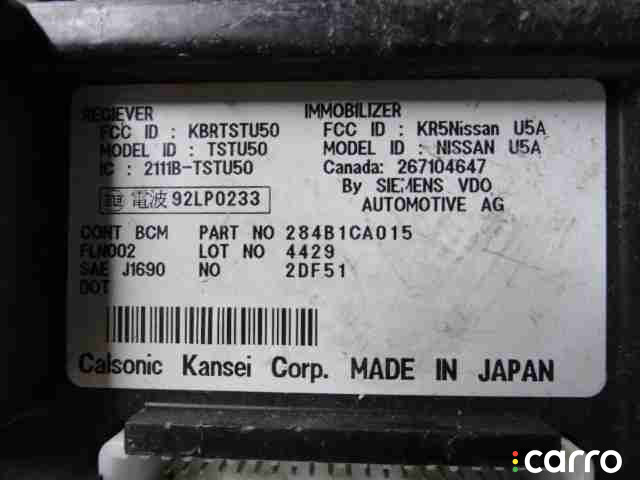 RECIEVER
FCC ID : KBRTSTU50
MODEL ID : TSTU50
IC : 2111B-TSTU50
電波 92LP0233
IMMOBILIZER
FCC ID : KR5Nissan U5A
MODEL ID : NISSAN U5A
Canada: 267104647
By SIEMENS VDO
AUTOMOTIVE AG
CONT BCM PART NO 284B1CA015
FLN002 LOT NO 4429
SAE J1690 NO 2DF51
DOT
Calsonic Kansei Corp. MADE IN JAPAN
carro